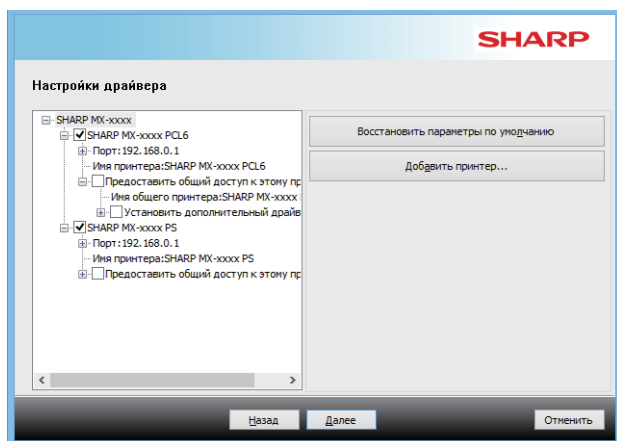 SHARP
Настройки драйвера
SHARP MX-xxxx
SHARP MX-xxxx PCL6
Порт:192.168.0.1
Имя принтера:SHARP MX-xxxx PCL6
Предоставить общий доступ к этому пр
Имя общего принтера:SHARP MX-xxxx
Установить дополнительный драйв
SHARP MX-xxxx PS
Порт:192.168.0.1
Имя принтера:SHARP MX-xxxx PS
Предоставить общий доступ к этому пр
Восстановить параметры по умолчанию
Добавить принтер...
Назад
Далее
Отменить